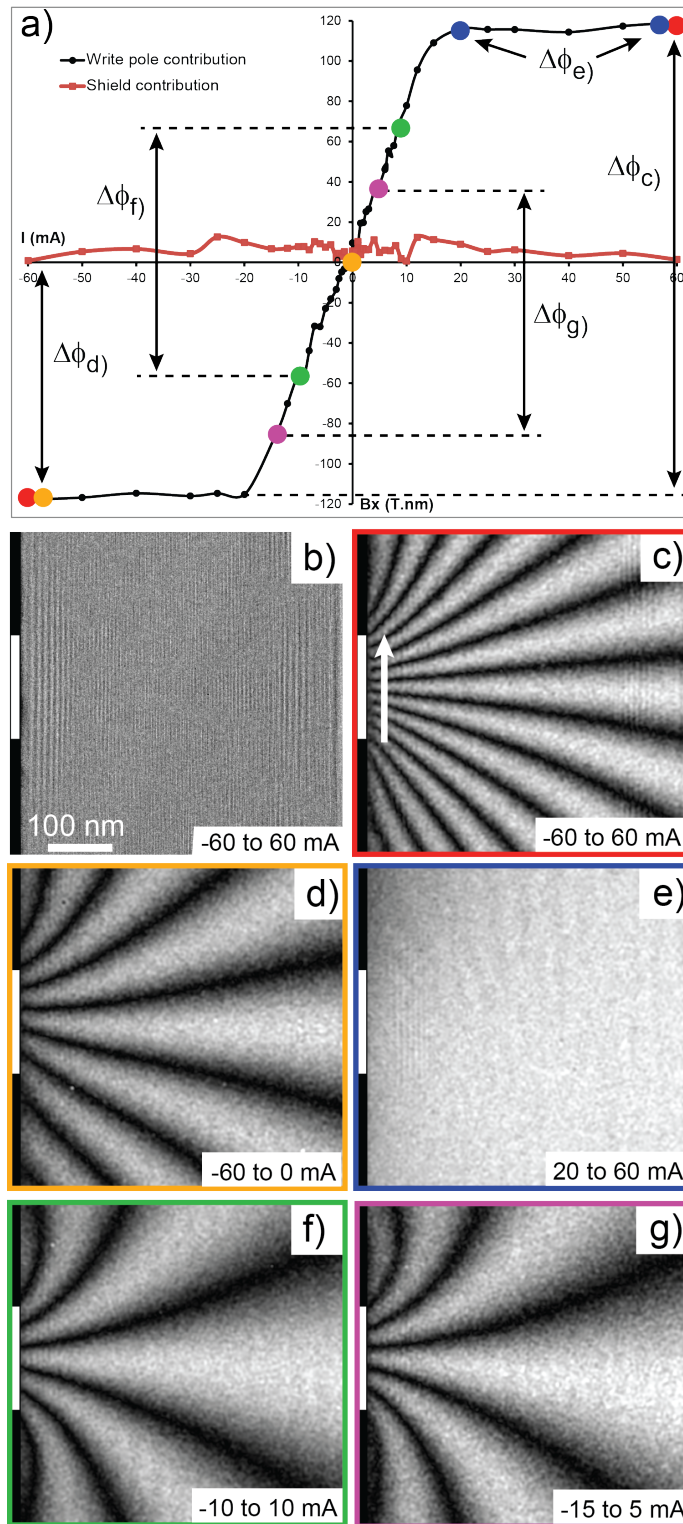 a)
Write pole contribution
Shield contribution
120
100
80
60
40
20
0
-20
-40
-60
-80
-100
-120
I (mA)
-60 -50 -40 -30 -20 -10 0 10 20 30 40 50 60
Bx (T.nm)
Δϕe)
Δϕc)
Δϕf)
Δϕg)
Δϕd)
b)
100 nm
-60 to 60 mA
c)
-60 to 60 mA
d)
-60 to 0 mA
e)
20 to 60 mA
f)
-10 to 10 mA
g)
-15 to 5 mA